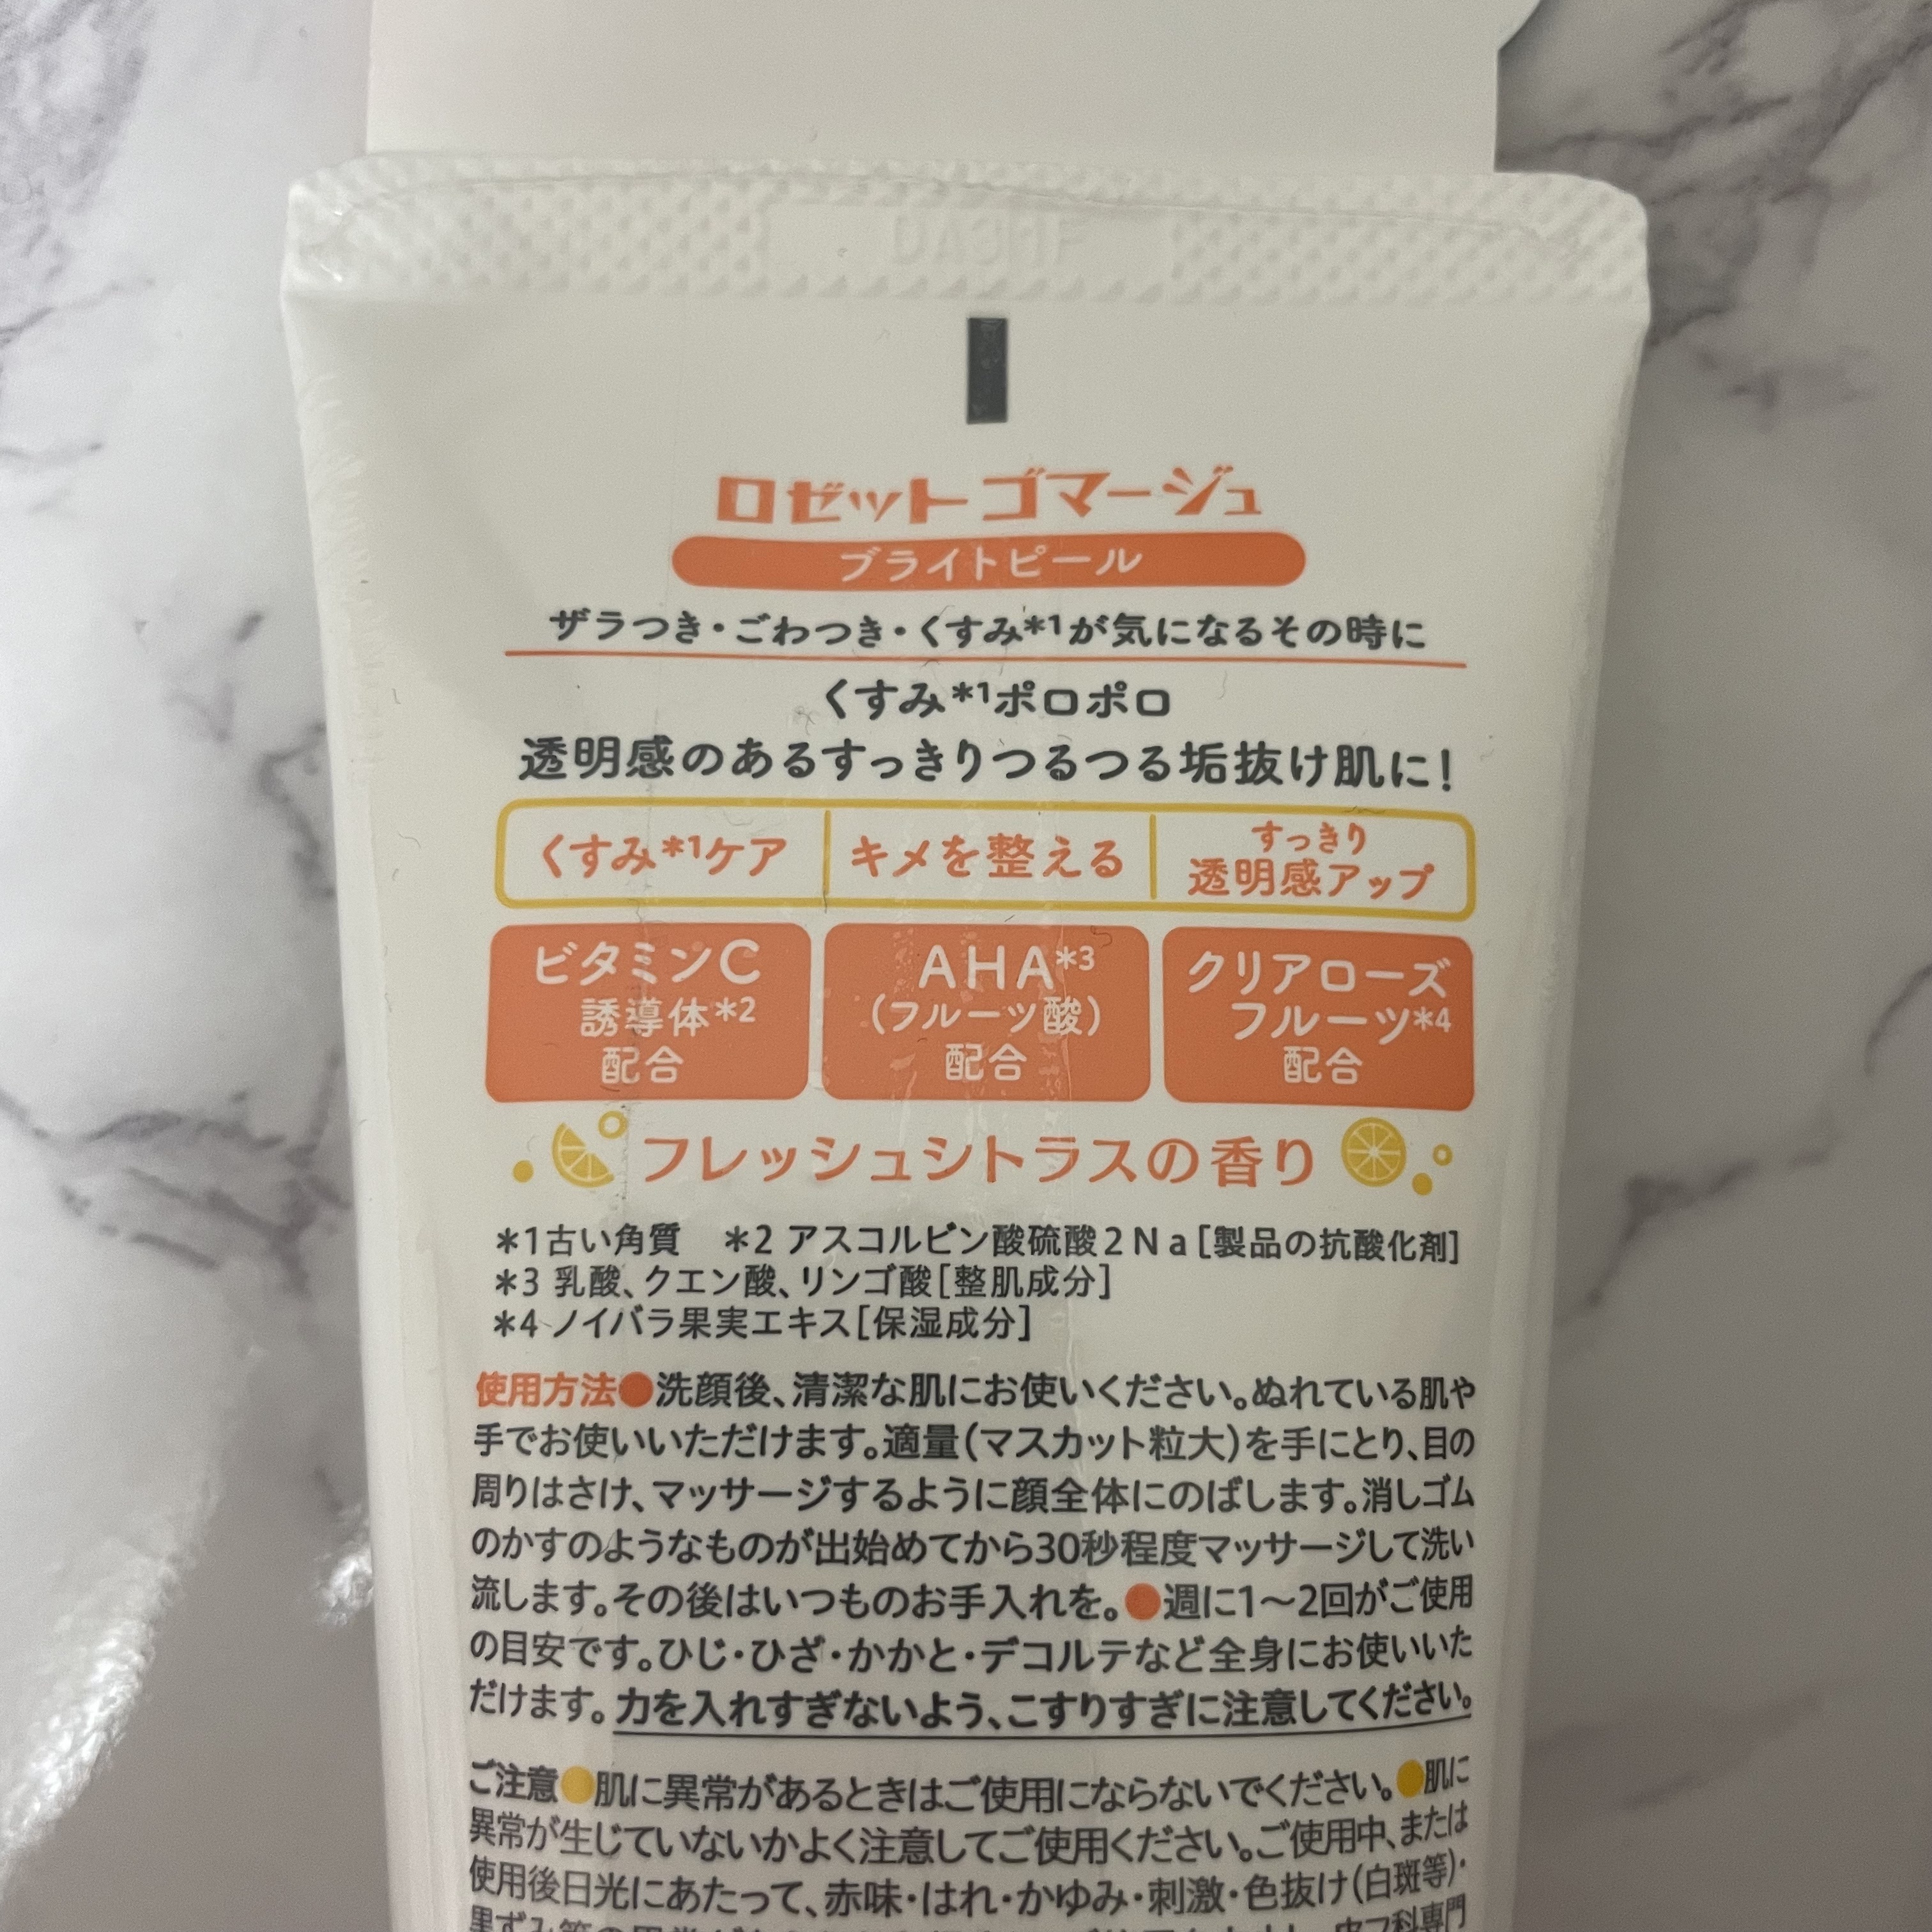 ロゼット ゴマージュ
ブライトピール
ザラつき・ごわつき・くすみ*1が気になるその時に
くすみ*1ポロポロ
透明感のあるすっきりつるつる垢抜け肌に!
くすみ*1ケア
キメを整える
すっきり
透明感アップ
ビタミンC
誘導体*2
配合
AHA*3
(フルーツ酸)
配合
クリアローズ
フルーツ*4
配合
フレッシュシトラスの香り
*1古い角質 *2 アスコルビン酸硫酸2Na[製品の抗酸化剤]
*3 乳酸、クエン酸、リンゴ酸[整肌成分]
*4 ノイバラ果実エキス[保湿成分]
使用方法●洗顔後、清潔な肌にお使いください。ぬれている肌や
手でお使いいただけます。適量(マスカット粒大)を手にとり、目の
周りはさけ、マッサージするように顔全体にのばします。消しゴム
のかすのようなものが出始めてから30秒程度マッサージして洗い
流します。その後はいつものお手入れを。●週に1〜2回がご使用
の目安です。ひじ・ひざ・かかと・デコルテなど全身にお使いいた
だけます。力を入れすぎないよう、こすりすぎに注意してください。
ご注意●肌に異常があるときはご使用にならないでください。●肌に
異常が生じていないかよく注意してご使用ください。ご使用中、または
使用後日光にあたって、赤味・はれ・かゆみ・刺激・色抜け(白斑等)・
皮フ科専門